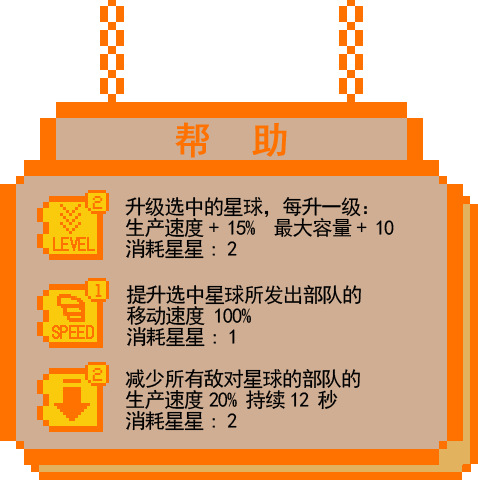 帮 助
2
LEVEL
升级选中的星球，每升一级：
生产速度 + 15% 最大容量 + 10
消耗星星：2
1
SPEED
提升选中星球所发出部队的
移动速度 100%
消耗星星：1
2
减少所有敌对星球的部队的
生产速度 20% 持续 12 秒
消耗星星：2